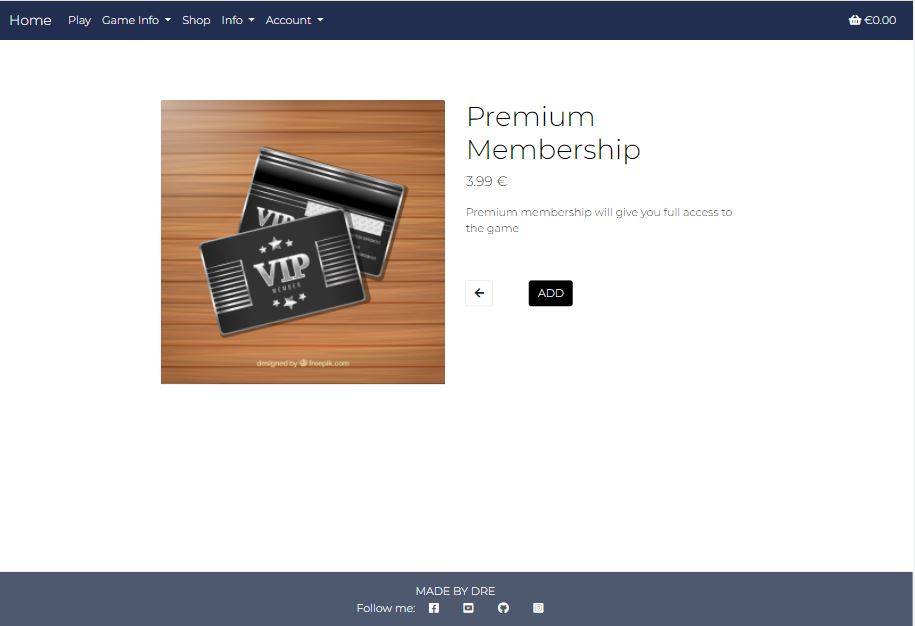 Home Play Game Info Shop Info Account €0.00
Premium
Membership
3.99 €
Premium membership will give you full access to
the game
VIP
VIP
MEMBER
designed by freepik.com
ADD
MADE BY DRE
Follow me: